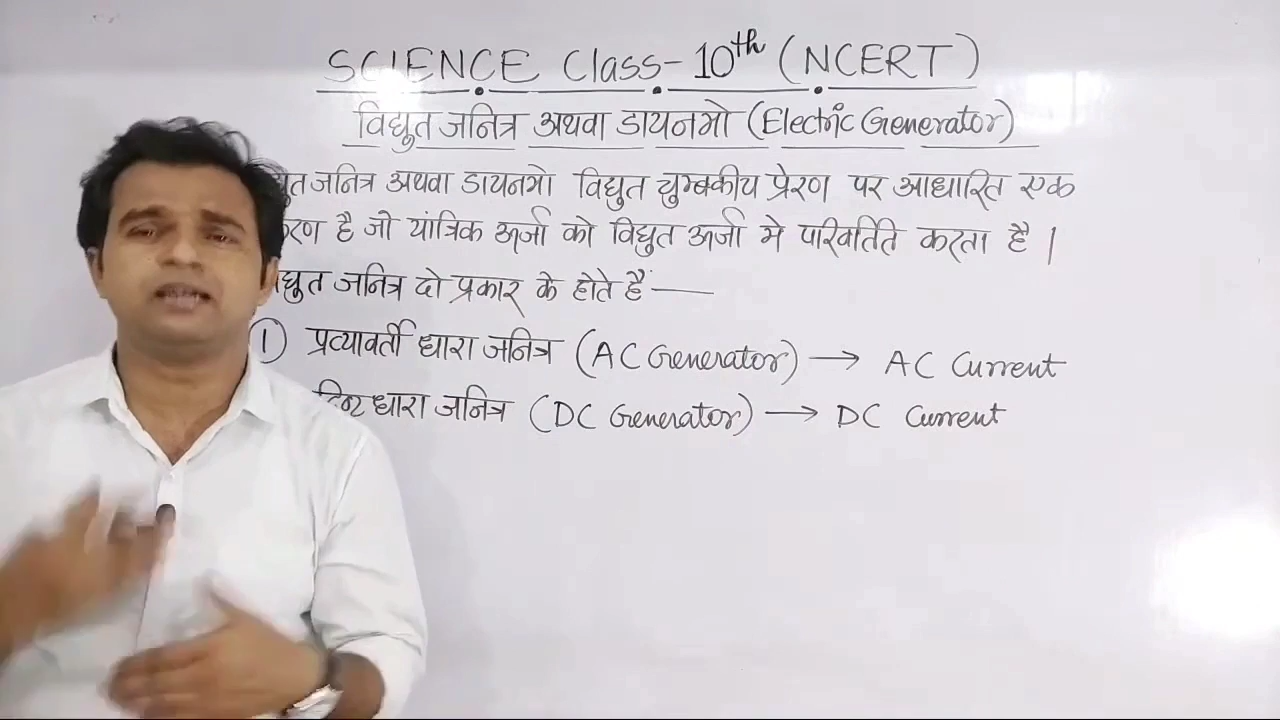 SCIENCE Class-10th (NCERT)
विद्युत जनित्र अथवा डायनमो (Electric Generator)
जनित्र अथवा डायनमो विद्युत चुम्बकीय प्रेरण पर आधारित एक
है जो यांत्रिक ऊर्जा को विद्युत ऊर्जा मे परिवर्तित करता है |
जनित्र दो प्रकार के होते हैं —
① प्रत्यावर्ती धारा जनित्र (AC Generator) → AC Current
धारा जनित्र (DC Generator) → DC Current